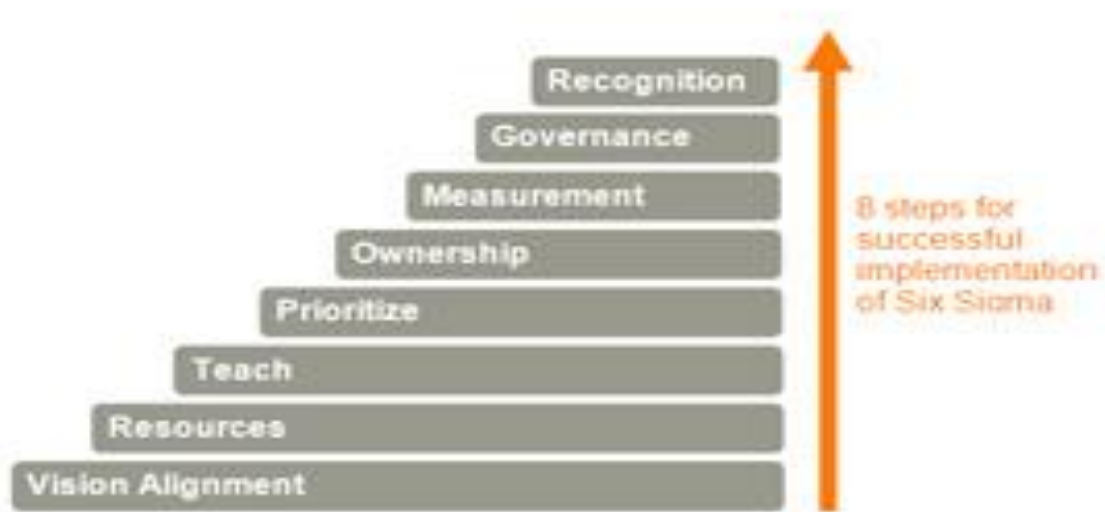 Recognition
Governance
Measurement
Ownership
Prioritize
Teach
Resources
Vision Alignment
8 steps for
successful
implementation
of Six Sigma